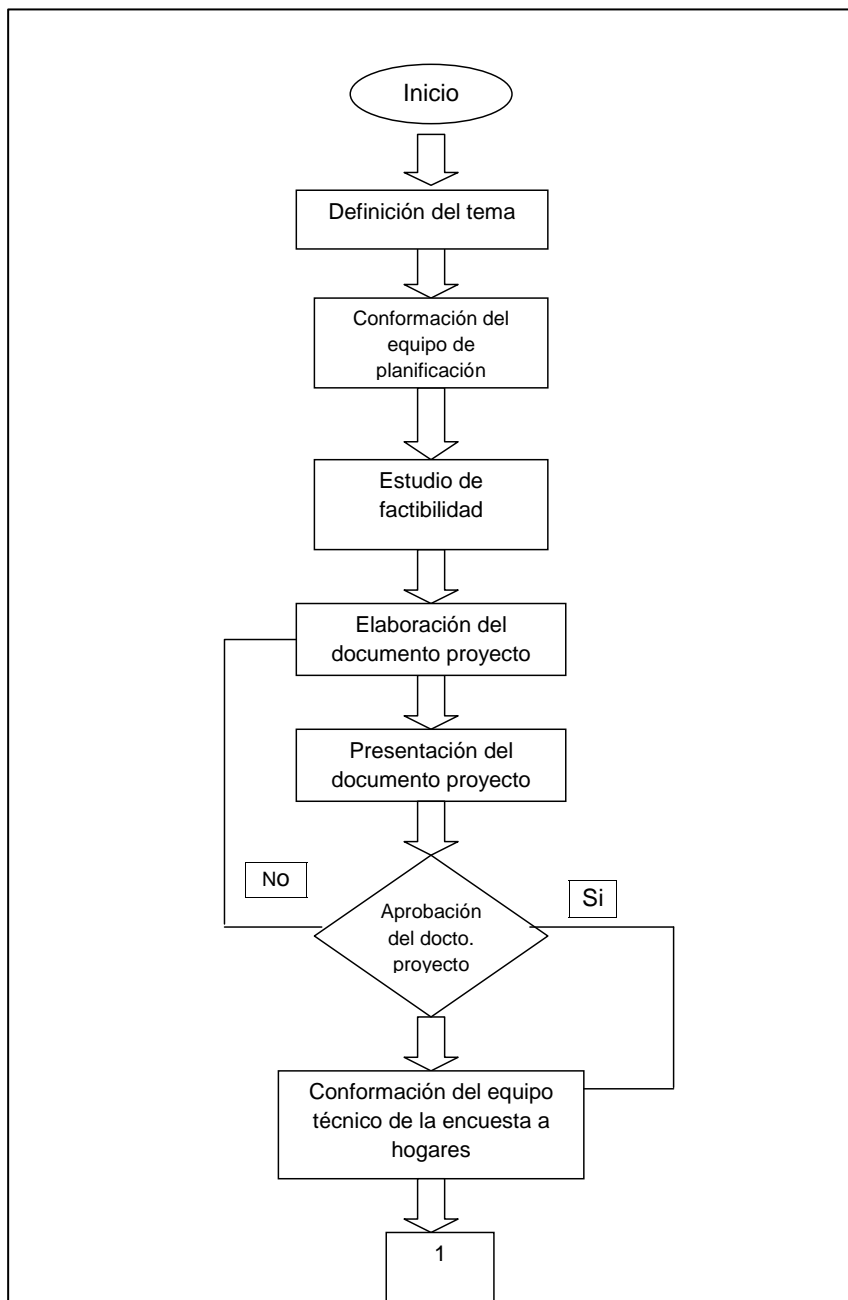 Inicio
Definición del tema
Conformación del
equipo de
planificación
Estudio de
factibilidad
Elaboración del
documento proyecto
Presentación del
documento proyecto
No
Si
Aprobación
del docto.
proyecto
Conformación del equipo
técnico de la encuesta a
hogares
1